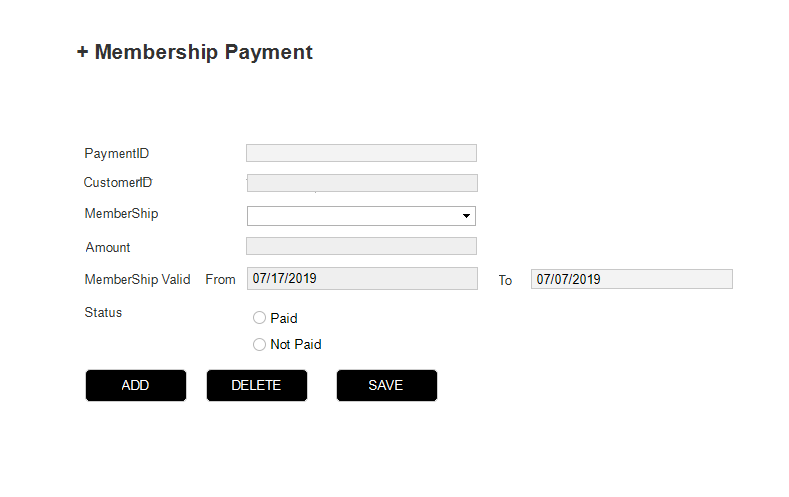 + Membership Payment
PaymentID
CustomerID
MemberShip
Amount
MemberShip Valid From 07/17/2019 To 07/07/2019
Status
Paid
Not Paid
ADD DELETE SAVE